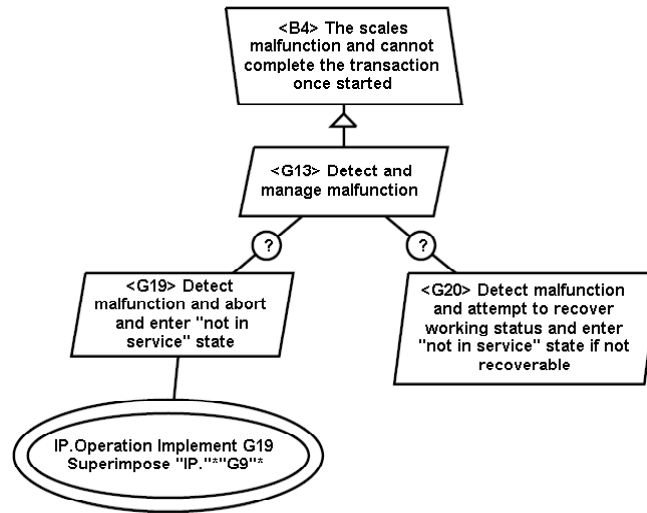 <B4> The scales
malfunction and cannot
complete the transaction
once started
<G13> Detect and
manage malfunction
?
?
<G19> Detect
malfunction and abort
and enter "not in
service" state
<G20> Detect malfunction
and attempt to recover
working status and enter
"not in service" state if not
recoverable
IP.Operation Implement G19
Superimpose "IP."*"G9"*